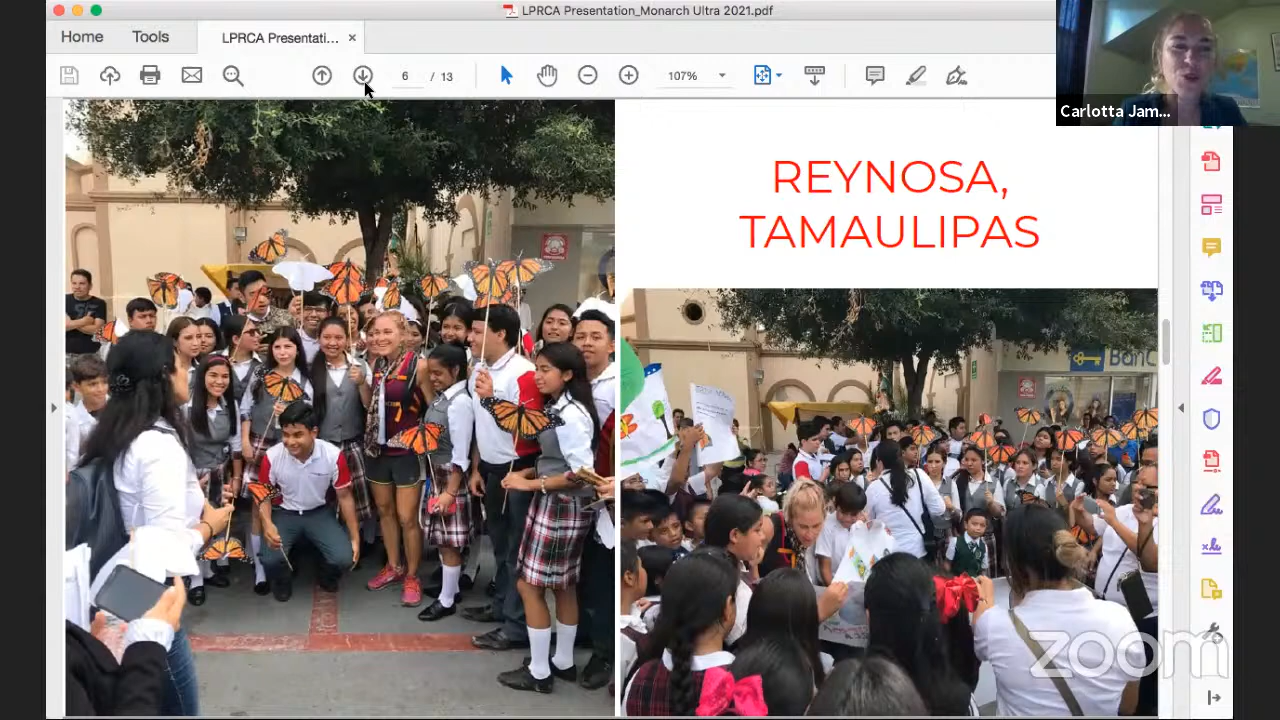 LPRCA Presentation_Monarch Ultra 2021.pdf
Home
Tools
LPRCA Presentati... ×
6 / 13
107%
Carlotta Jam...
REYNOSA,
TAMAULIPAS
zoom